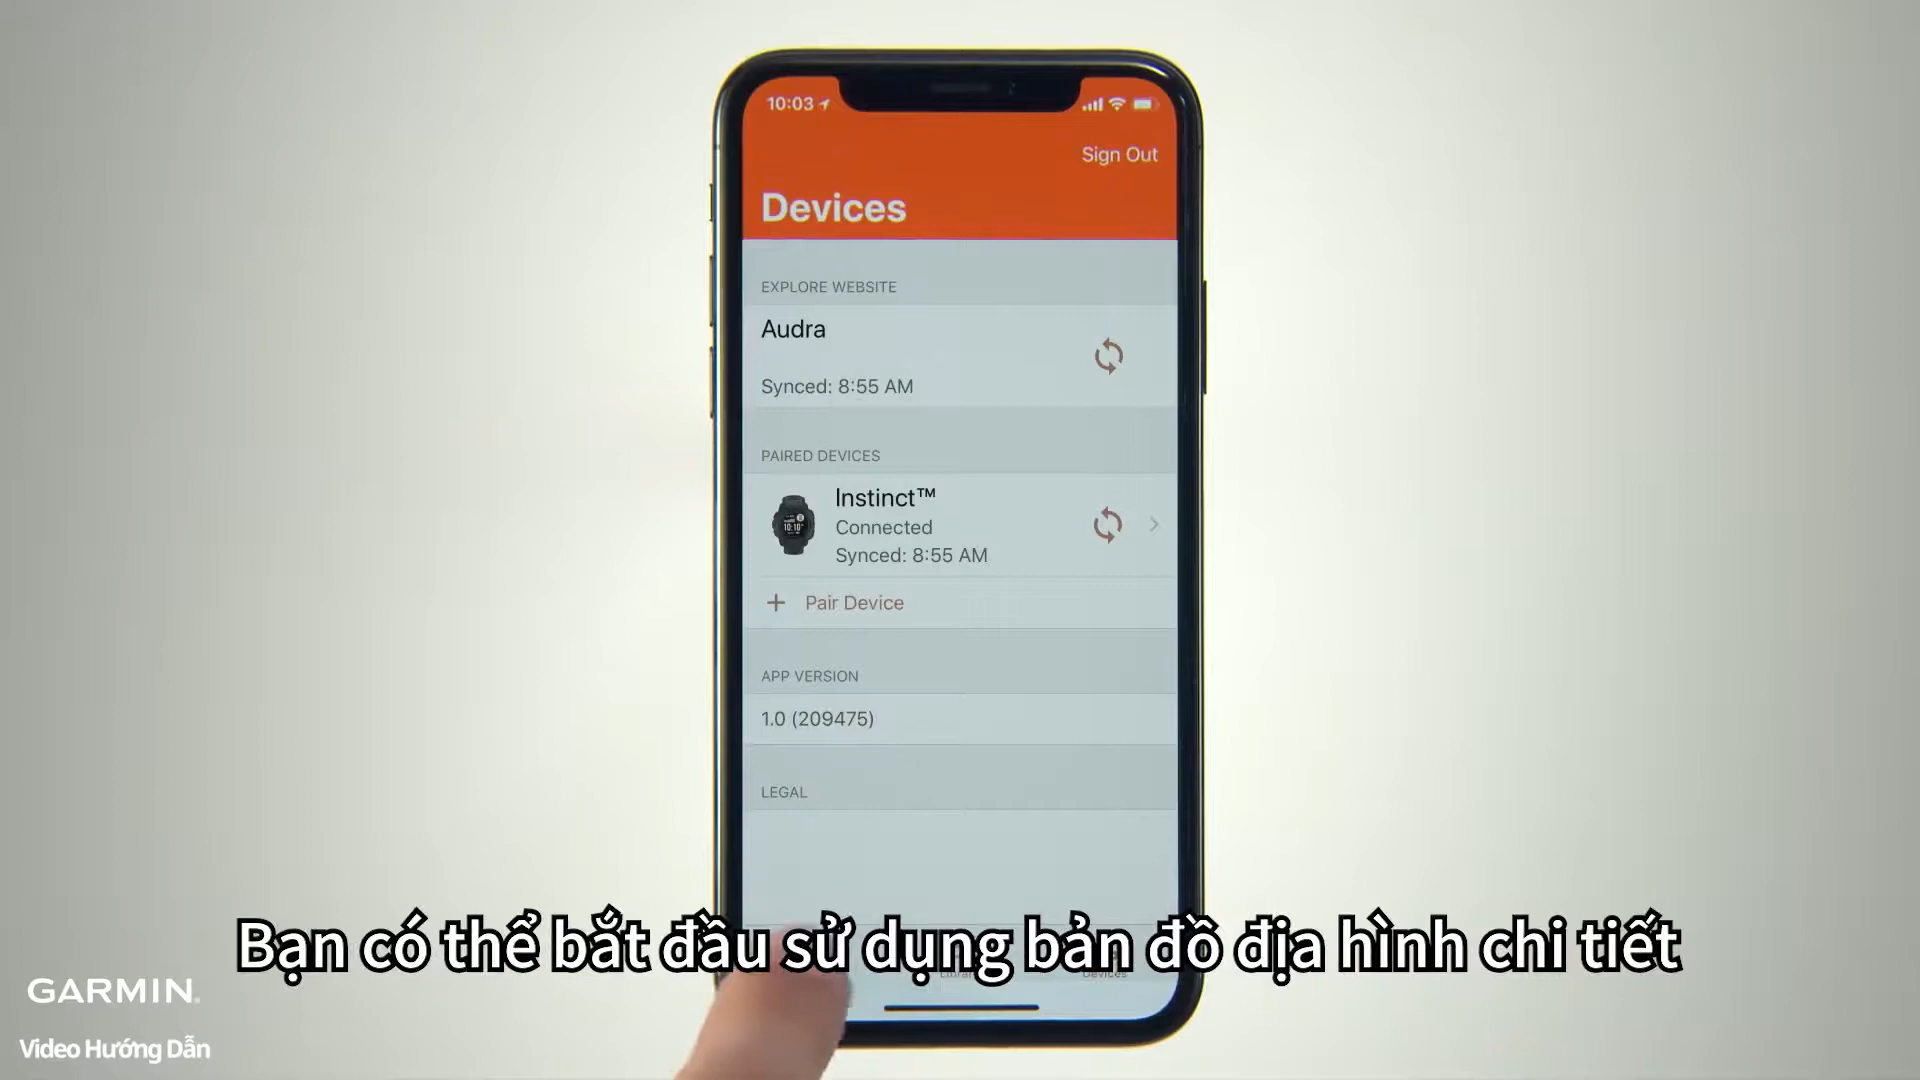 10:03
Sign Out
Devices
EXPLORE WEBSITE
Audra
Synced: 8:55 AM
PAIRED DEVICES
Instinct™
Connected
Synced: 8:55 AM
+ Pair Device
APP VERSION
1.0 (209475)
LEGAL
Bạn có thể bắt đầu sử dụng bản đồ địa hình chi tiết
Devices
GARMIN
Video Hướng Dẫn